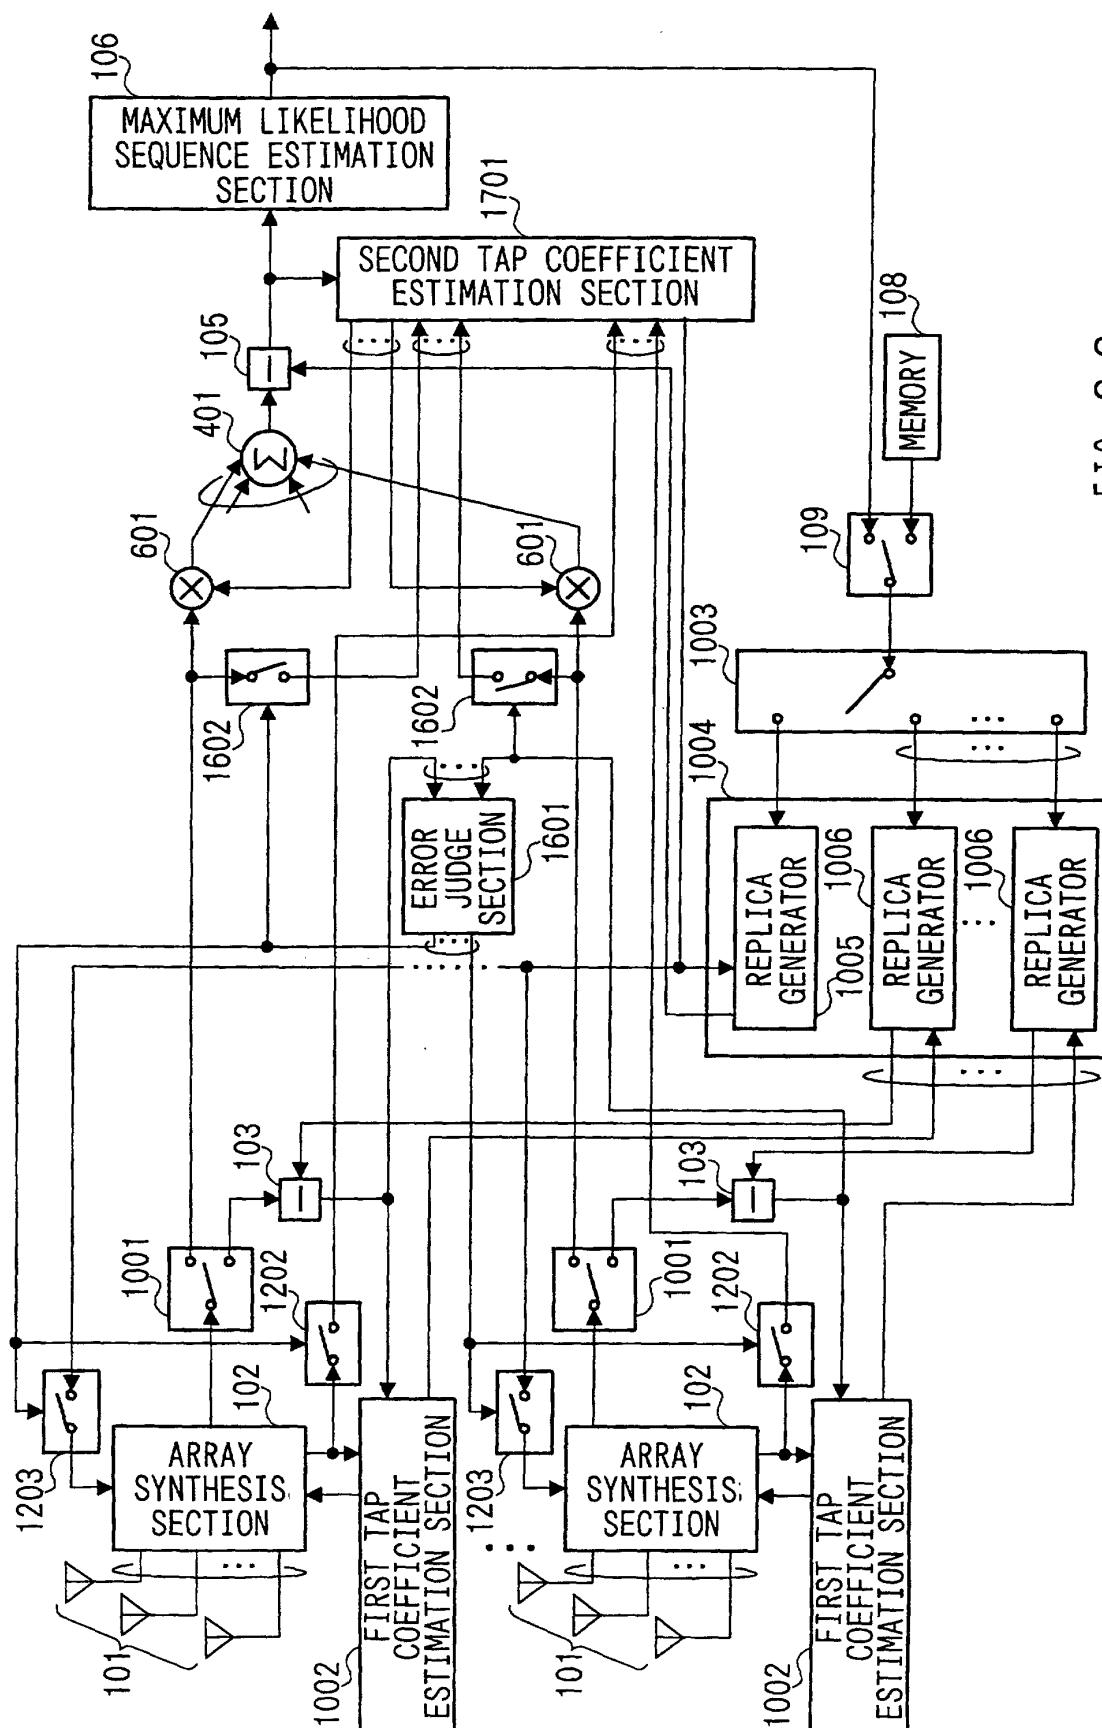 106
MAXIMUM LIKELIHOOD
SEQUENCE ESTIMATION
SECTION
1701
SECOND TAP COEFFICIENT
ESTIMATION SECTION
105
401
Σ
601
601
108
MEMORY
109
1003
1602
1602
1004
ERROR
JUDGE
SECTION
1601
REPLICA
GENERATOR
1005
REPLICA
GENERATOR
1006
REPLICA
GENERATOR
1006
103
103
1001
1202
1001
1202
1203
102
ARRAY
SYNTHESIS
SECTION
1203
102
ARRAY
SYNTHESIS
SECTION
101
1002
FIRST TAP
COEFFICIENT
ESTIMATION SECTION
101
1002
FIRST TAP
COEFFICIENT
ESTIMATION SECTION